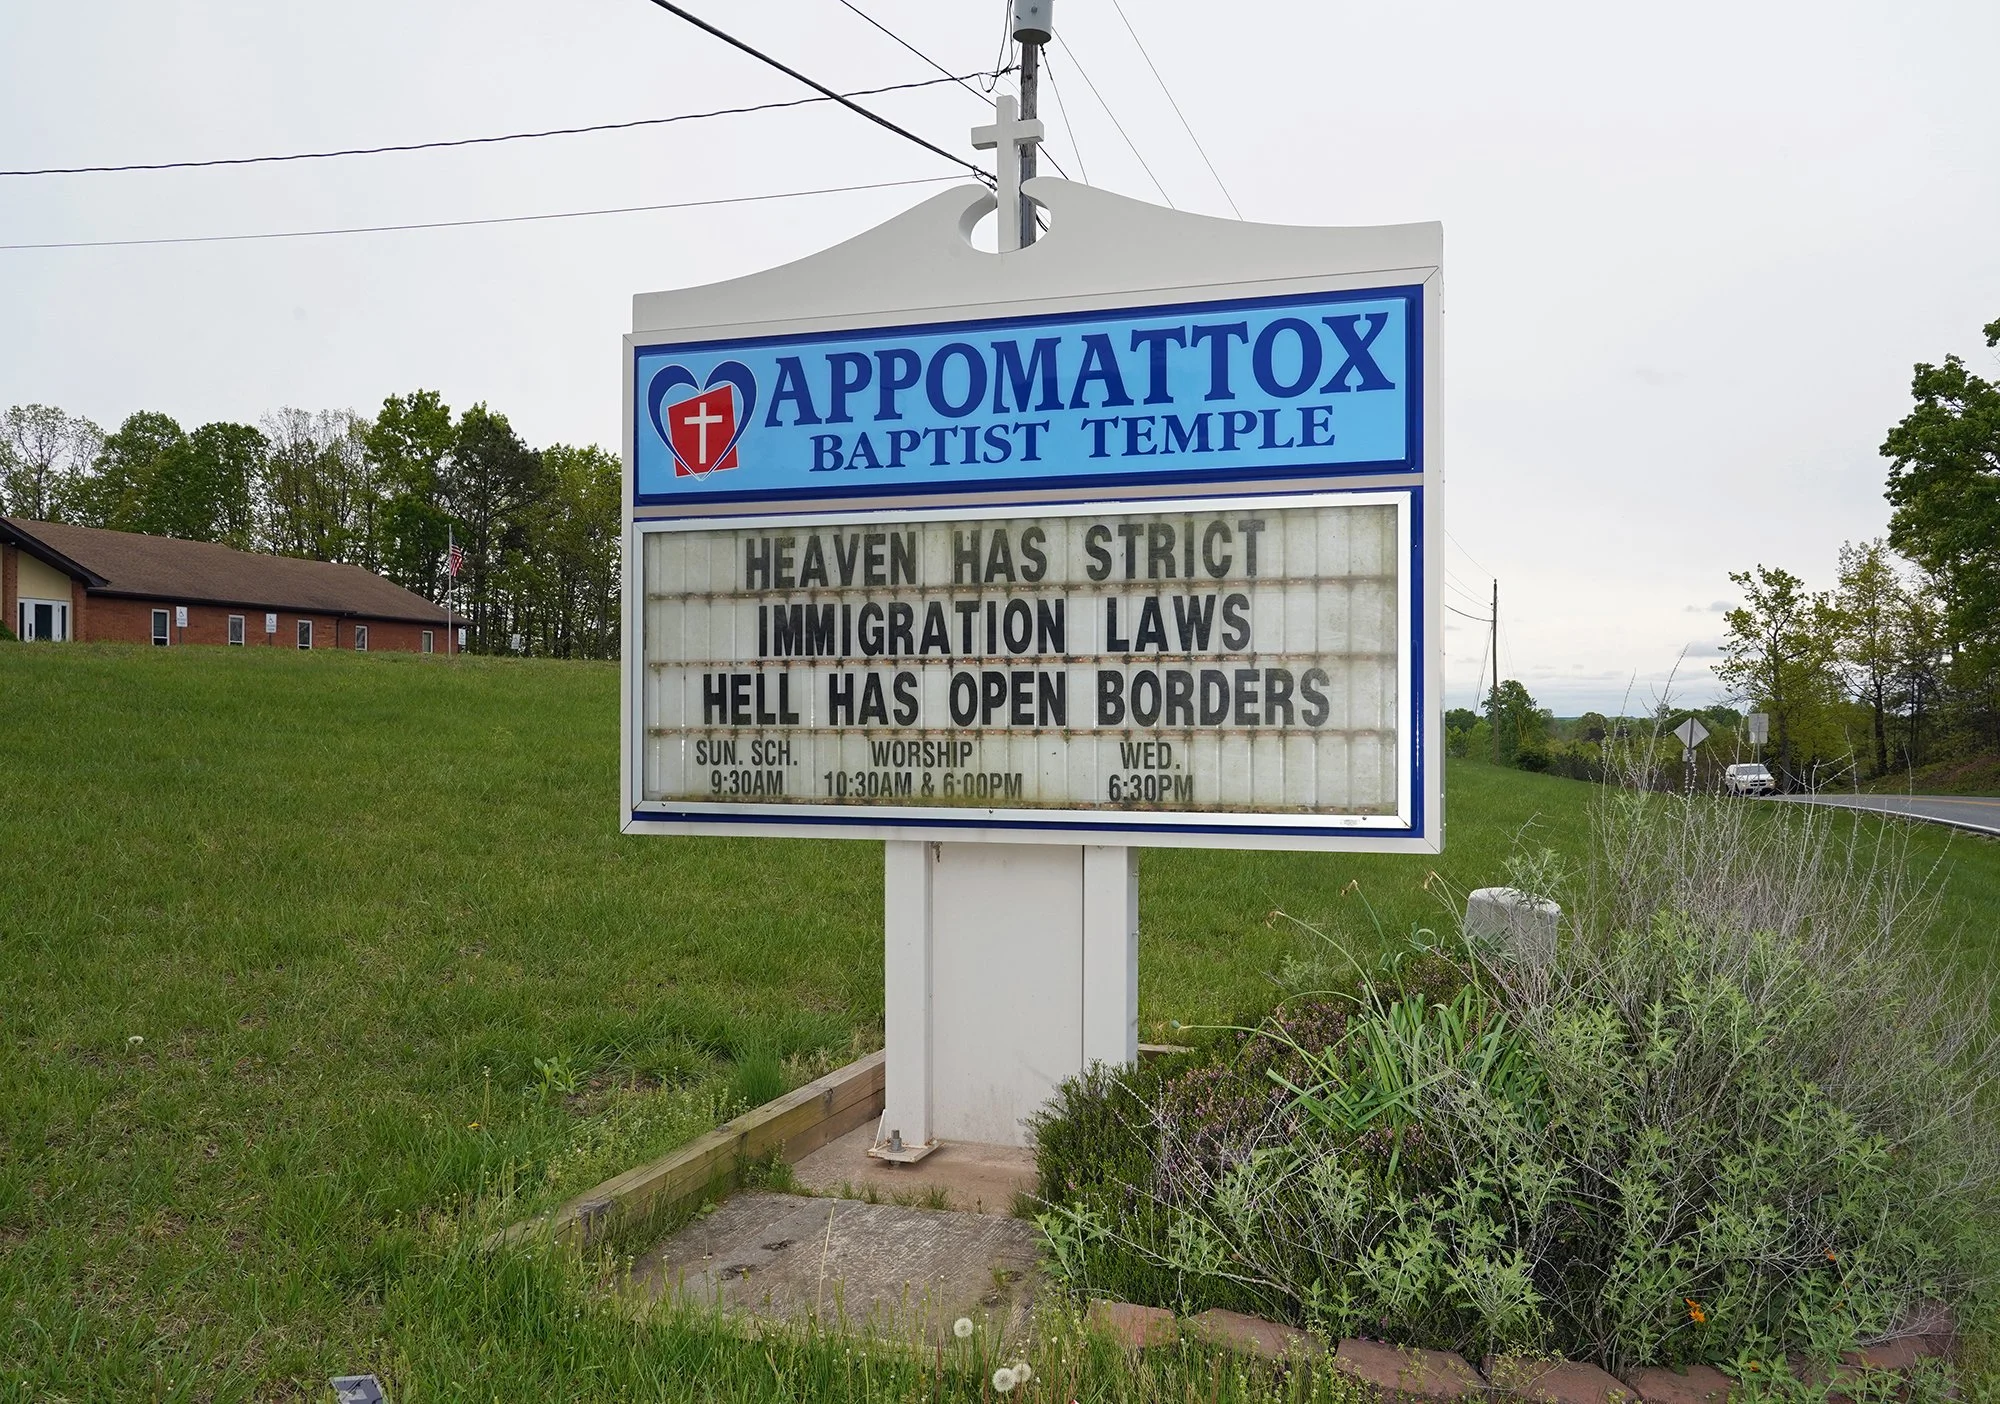 APPOMATTOX
BAPTIST TEMPLE
HEAVEN HAS STRICT
IMMIGRATION LAWS
HELL HAS OPEN BORDERS
SUN. SCH. WORSHIP WED.
9:30AM 10:30AM & 6:00PM 6:30PM